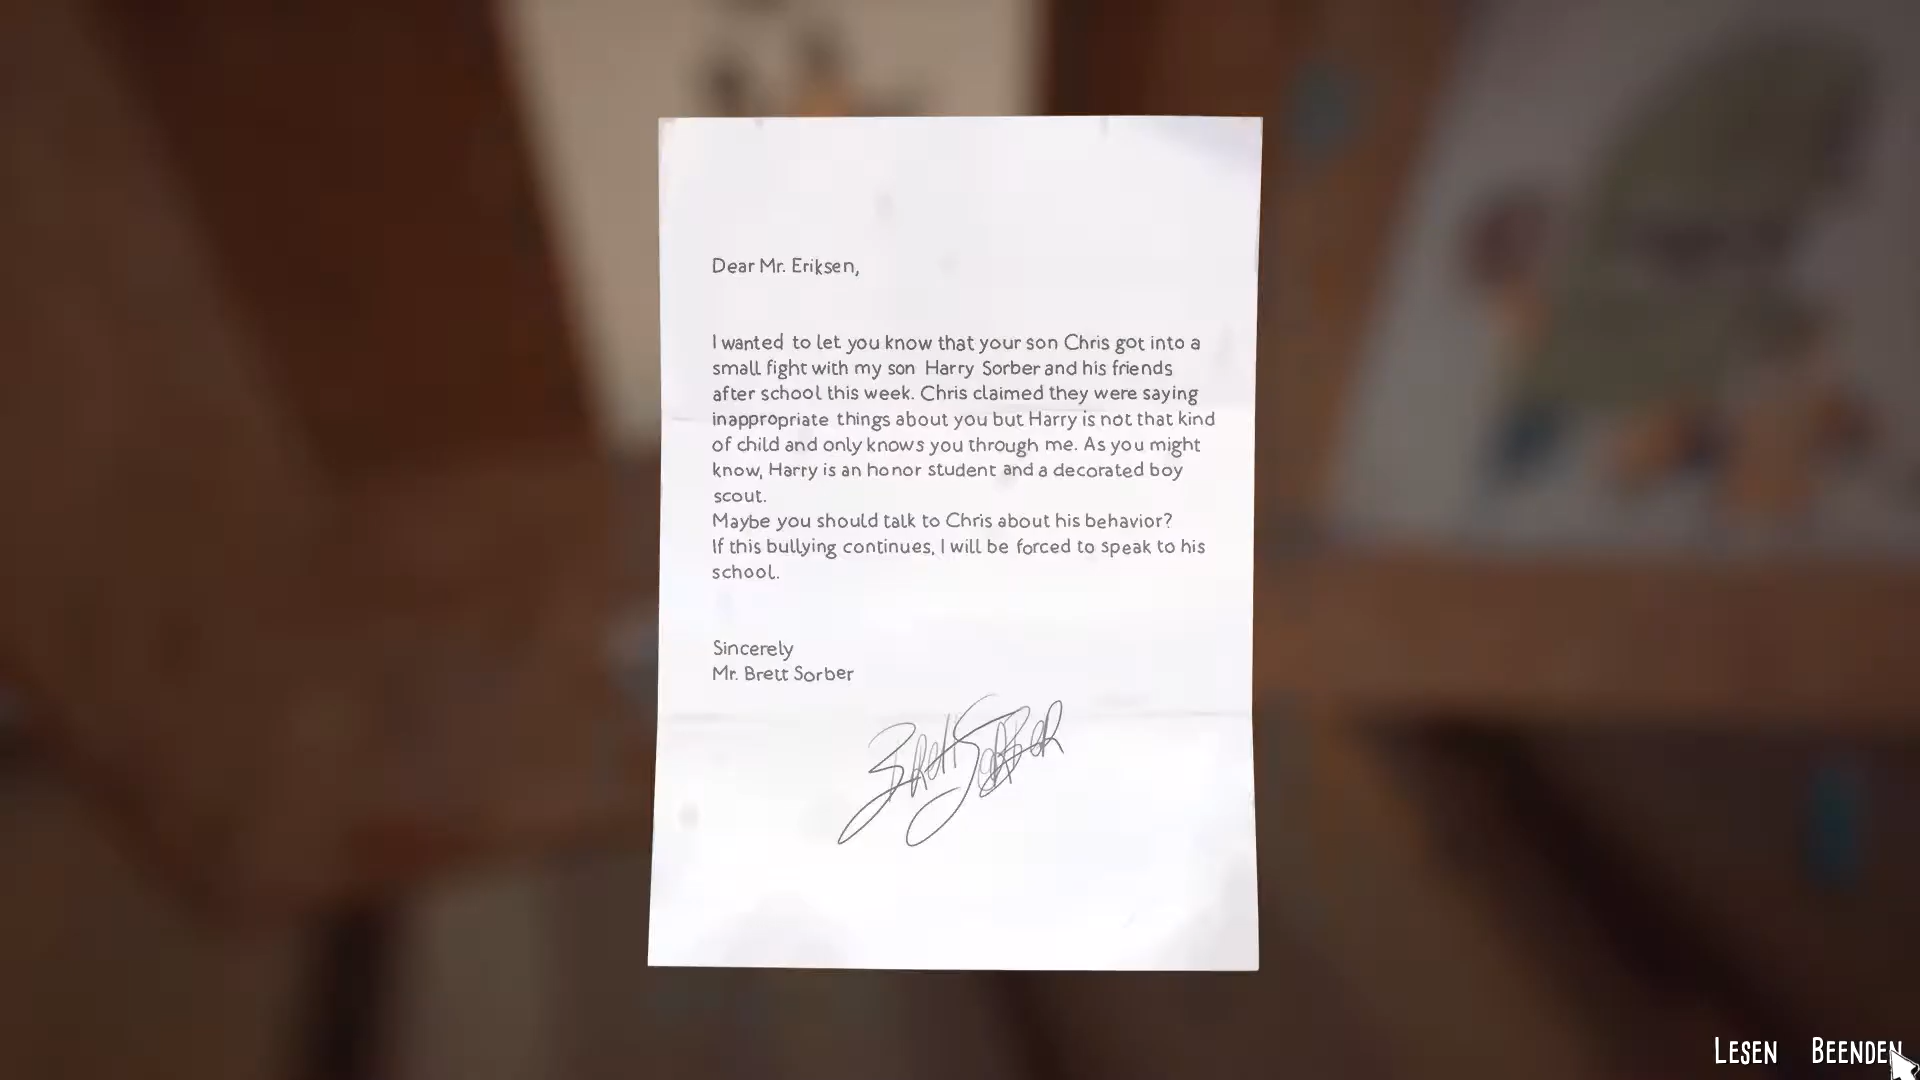 Dear Mr. Eriksen,
I wanted to let you know that your son Chris got into a
small fight with my son Harry Sorber and his friends
after school this week. Chris claimed they were saying
inappropriate things about you but Harry is not that kind
of child and only knows you through me. As you might
know, Harry is an honor student and a decorated boy
scout.
Maybe you should talk to Chris about his behavior?
If this bullying continues, I will be forced to speak to his
school.
Sincerely
Mr. Brett Sorber
Brett Sorber
LESEN BEENDEN